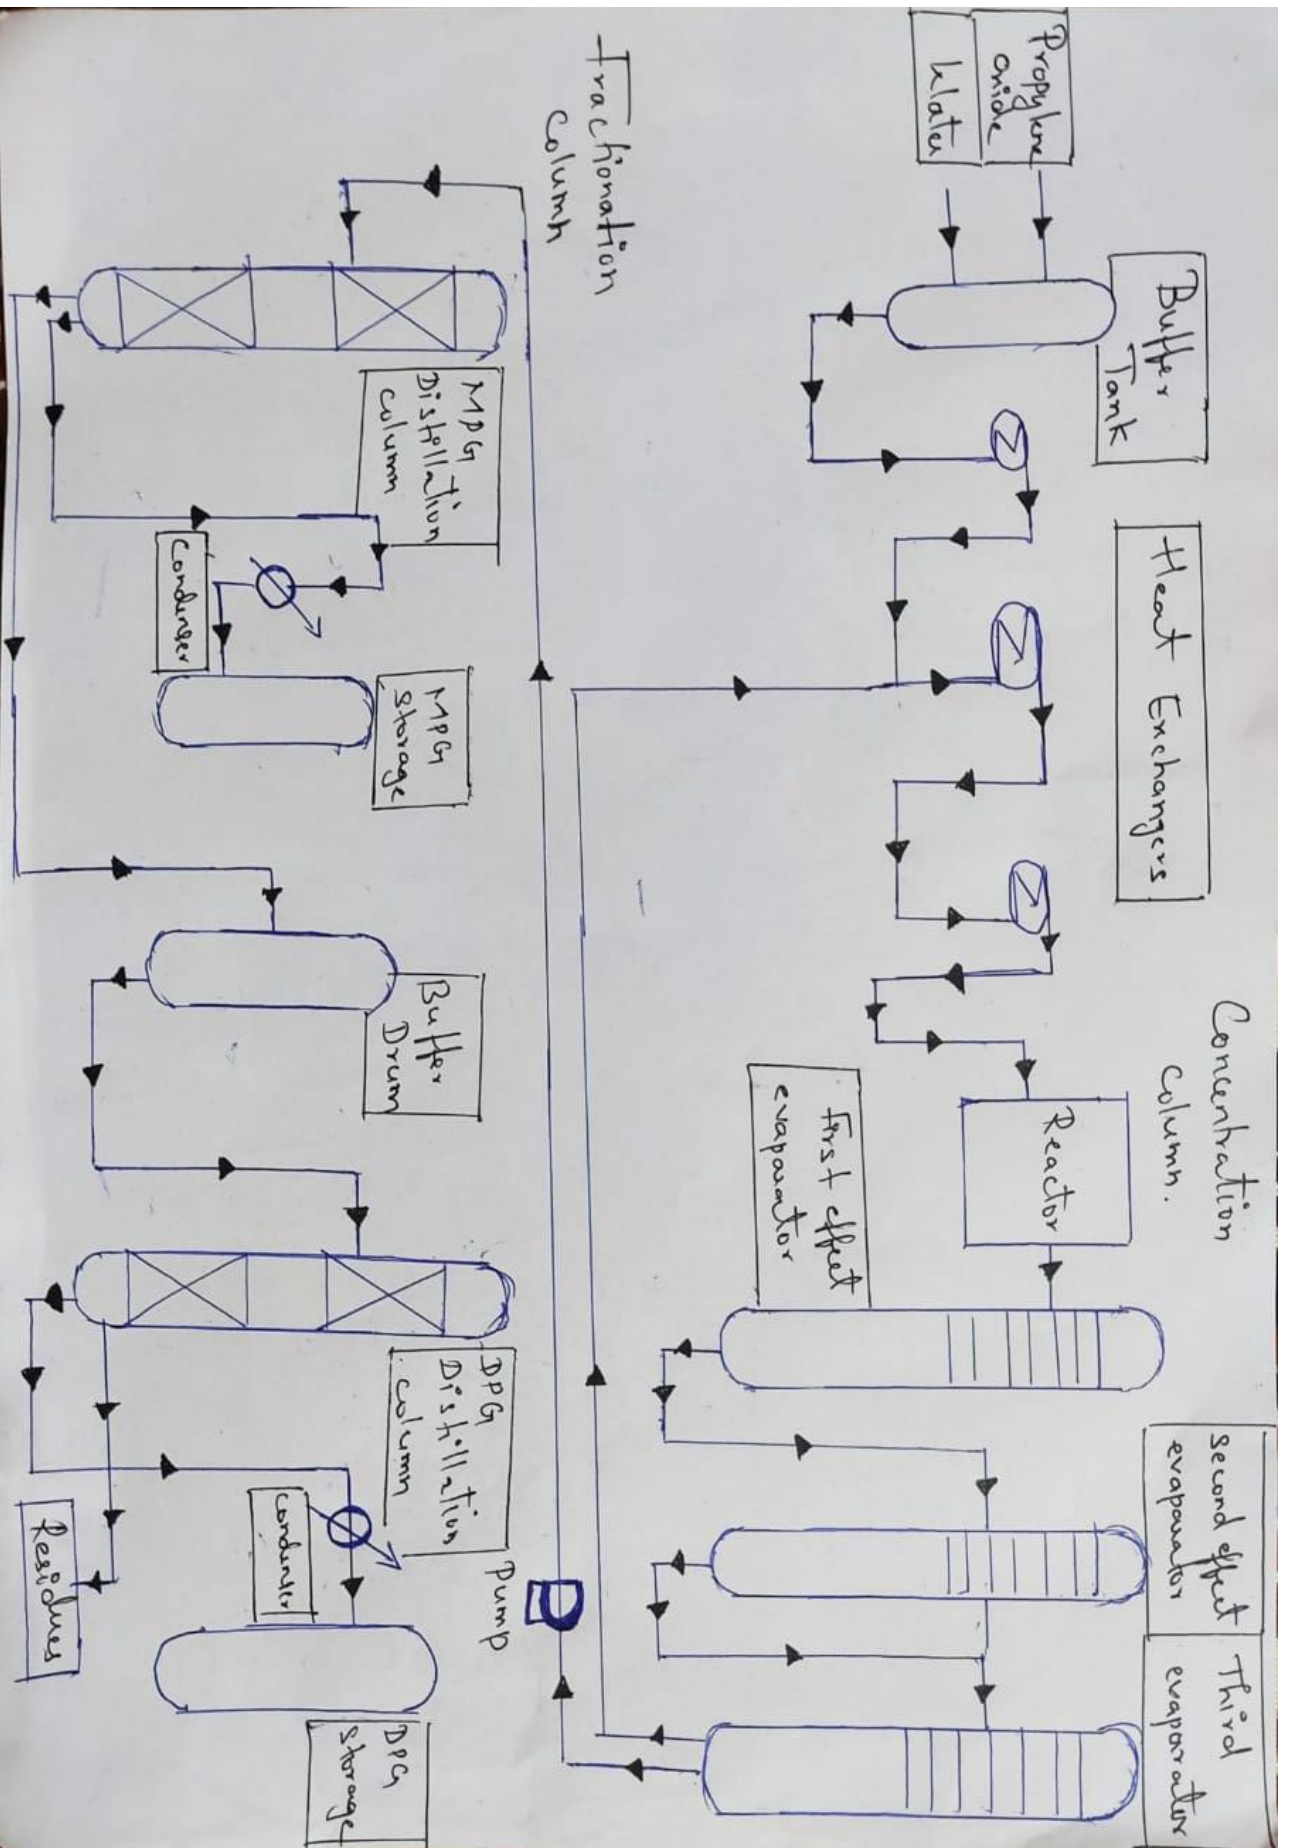 Propylene
oxide
Water
Buffer
Tank
Heat Exchangers
Concentration
Column.
Reactor
First effect
evaporator
second effect
evaporator
Third
evaporator
Fractionation
Column
MPG
Distillation
column
Condenser
MPG
storage
Buffer
Drum
DPG
Distillation
column
Condenser
Pump
Residues
DPG
storage